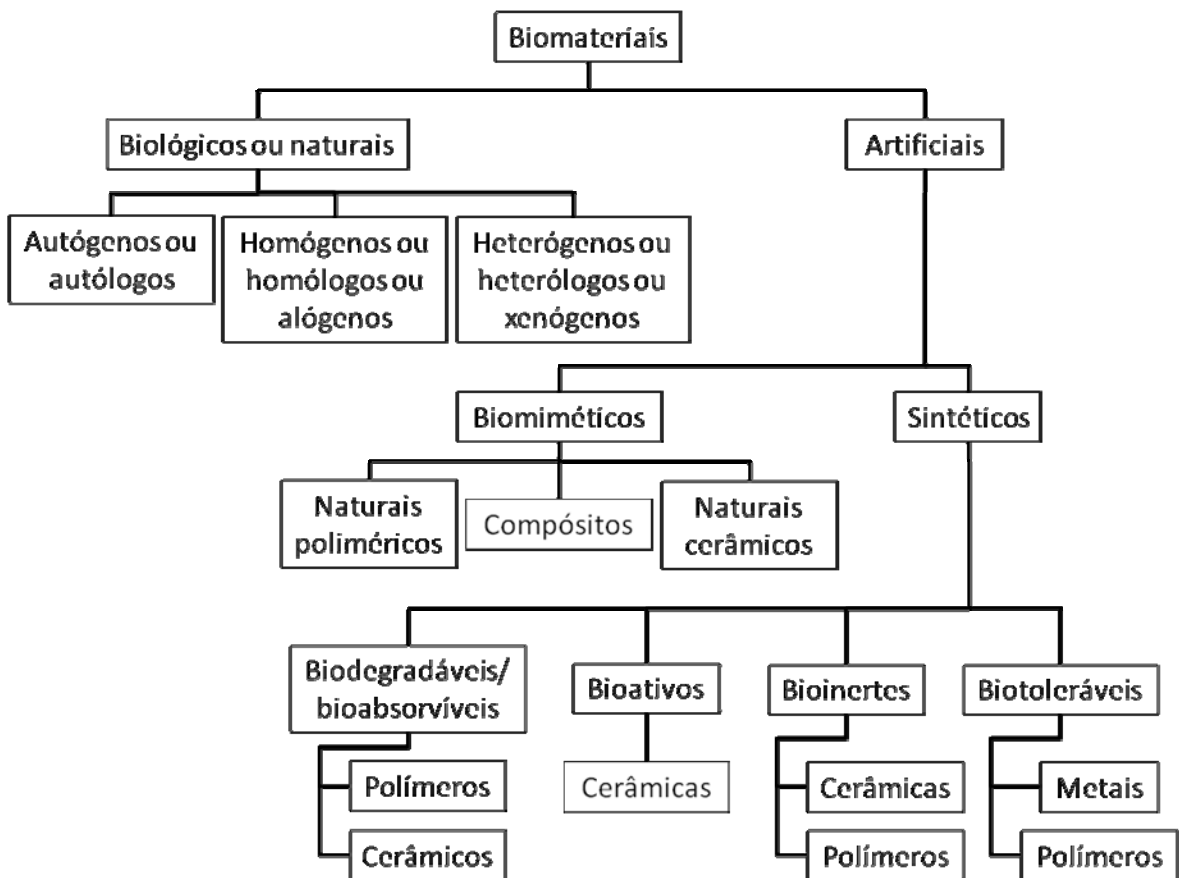 Biomateriais
Biológicos ou naturais
Artificiais
Autógenos ou
autólogos
Homógenos ou
homólogos ou
alógenos
Heterógenos ou
heterólogos ou
xenógenos
Biomiméticos
Sintéticos
Naturais
poliméricos
Compósitos
Naturais
cerâmicos
Biodegradáveis/
bioabsorvíveis
Bioativos
Bioinertes
Biotoleráveis
Polímeros
Cerâmicas
Cerâmicas
Metais
Cerâmicos
Polímeros
Polímeros